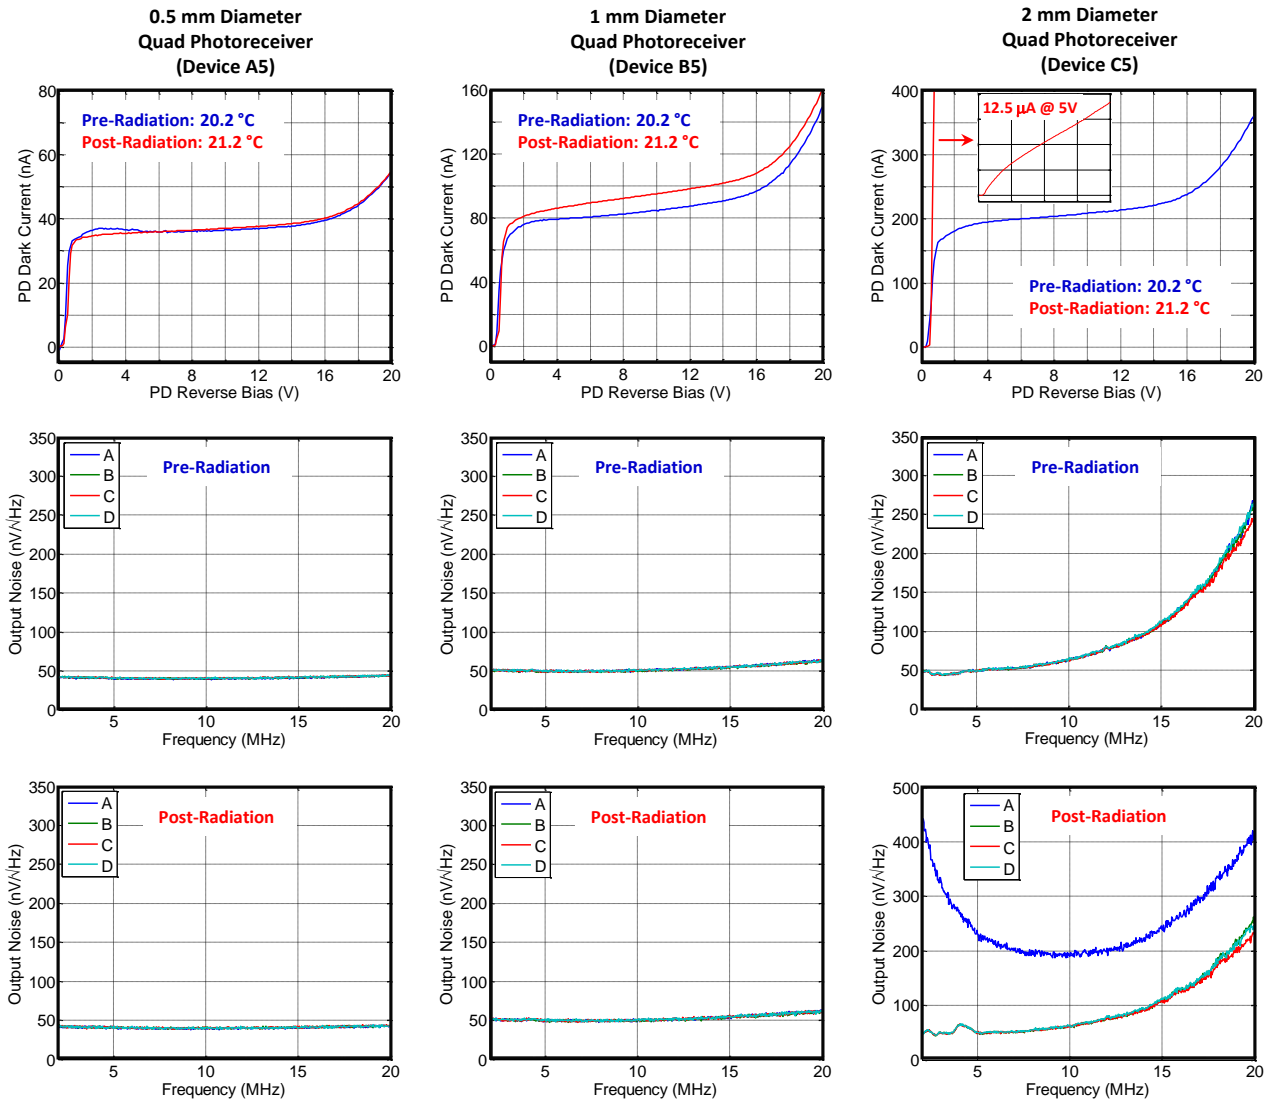 0.5 mm Diameter
Quad Photoreceiver
(Device A5)
1 mm Diameter
Quad Photoreceiver
(Device B5)
2 mm Diameter
Quad Photoreceiver
(Device C5)
PD Dark Current (nA)
80
60
40
20
0
Pre-Radiation: 20.2 °C
Post-Radiation: 21.2 °C
0 4 8 12 16 20
PD Reverse Bias (V)
PD Dark Current (nA)
160
120
80
40
0
Pre-Radiation: 20.2 °C
Post-Radiation: 21.2 °C
0 4 8 12 16 20
PD Reverse Bias (V)
PD Dark Current (nA)
400
300
200
100
0
12.5 µA @ 5V
Pre-Radiation: 20.2 °C
Post-Radiation: 21.2 °C
0 4 8 12 16 20
PD Reverse Bias (V)
Output Noise (nV/√Hz)
350
300
250
200
150
100
50
0
A
B
C
D
Pre-Radiation
5 10 15 20
Frequency (MHz)
Output Noise (nV/√Hz)
350
300
250
200
150
100
50
0
A
B
C
D
Pre-Radiation
5 10 15 20
Frequency (MHz)
Output Noise (nV/√Hz)
350
300
250
200
150
100
50
0
A
B
C
D
Pre-Radiation
5 10 15 20
Frequency (MHz)
Output Noise (nV/√Hz)
350
300
250
200
150
100
50
0
A
B
C
D
Post-Radiation
5 10 15 20
Frequency (MHz)
Output Noise (nV/√Hz)
350
300
250
200
150
100
50
0
A
B
C
D
Post-Radiation
5 10 15 20
Frequency (MHz)
Output Noise (nV/√Hz)
500
400
300
200
100
0
A
B
C
D
Post-Radiation
5 10 15 20
Frequency (MHz)